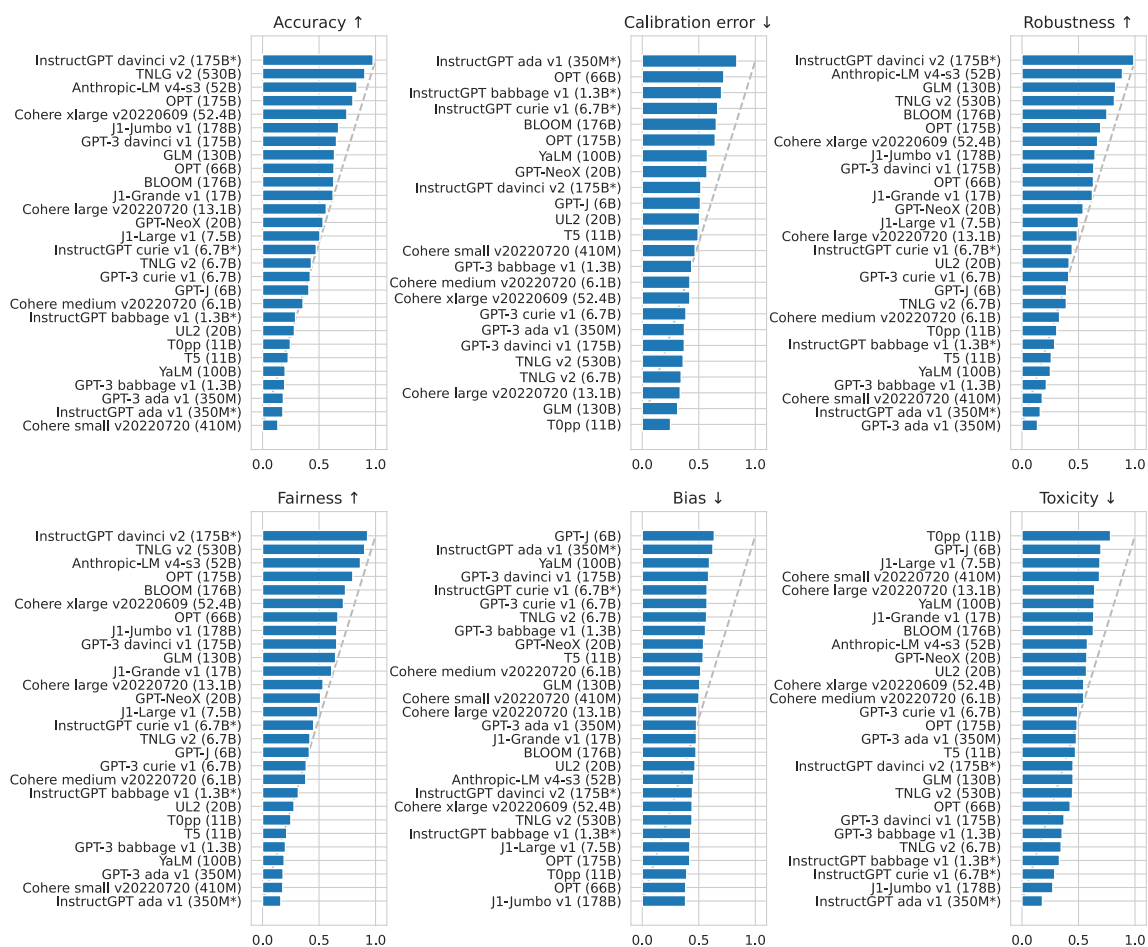 Accuracy ↑
InstructGPT davinci v2 (175B*)
TNLG v2 (530B)
Anthropic-LM v4-s3 (52B)
OPT (175B)
Cohere xlarge v20220609 (52.4B)
J1-Jumbo v1 (178B)
GPT-3 davinci v1 (175B)
GLM (130B)
OPT (66B)
BLOOM (176B)
J1-Grande v1 (17B)
Cohere large v20220720 (13.1B)
GPT-NeoX (20B)
J1-Large v1 (7.5B)
InstructGPT curie v1 (6.7B*)
TNLG v2 (6.7B)
GPT-3 curie v1 (6.7B)
GPT-J (6B)
Cohere medium v20220720 (6.1B)
InstructGPT babbage v1 (1.3B*)
UL2 (20B)
T0pp (11B)
T5 (11B)
YaLM (100B)
GPT-3 babbage v1 (1.3B)
GPT-3 ada v1 (350M)
InstructGPT ada v1 (350M*)
Cohere small v20220720 (410M)
0.0 0.5 1.0
Calibration error ↓
InstructGPT ada v1 (350M*)
OPT (66B)
InstructGPT babbage v1 (1.3B*)
InstructGPT curie v1 (6.7B*)
BLOOM (176B)
OPT (175B)
YaLM (100B)
GPT-NeoX (20B)
InstructGPT davinci v2 (175B*)
GPT-J (6B)
UL2 (20B)
T5 (11B)
Cohere small v20220720 (410M)
GPT-3 babbage v1 (1.3B)
Cohere medium v20220720 (6.1B)
Cohere xlarge v20220609 (52.4B)
GPT-3 curie v1 (6.7B)
GPT-3 ada v1 (350M)
GPT-3 davinci v1 (175B)
TNLG v2 (530B)
TNLG v2 (6.7B)
Cohere large v20220720 (13.1B)
GLM (130B)
T0pp (11B)
0.0 0.5 1.0
Robustness ↑
InstructGPT davinci v2 (175B*)
Anthropic-LM v4-s3 (52B)
GLM (130B)
TNLG v2 (530B)
BLOOM (176B)
OPT (175B)
Cohere xlarge v20220609 (52.4B)
J1-Jumbo v1 (178B)
GPT-3 davinci v1 (175B)
OPT (66B)
J1-Grande v1 (17B)
GPT-NeoX (20B)
J1-Large v1 (7.5B)
Cohere large v20220720 (13.1B)
InstructGPT curie v1 (6.7B*)
UL2 (20B)
GPT-3 curie v1 (6.7B)
GPT-J (6B)
TNLG v2 (6.7B)
Cohere medium v20220720 (6.1B)
T0pp (11B)
InstructGPT babbage v1 (1.3B*)
T5 (11B)
YaLM (100B)
GPT-3 babbage v1 (1.3B)
Cohere small v20220720 (410M)
InstructGPT ada v1 (350M*)
GPT-3 ada v1 (350M)
0.0 0.5 1.0
Fairness ↑
InstructGPT davinci v2 (175B*)
TNLG v2 (530B)
Anthropic-LM v4-s3 (52B)
OPT (175B)
BLOOM (176B)
Cohere xlarge v20220609 (52.4B)
OPT (66B)
J1-Jumbo v1 (178B)
GPT-3 davinci v1 (175B)
GLM (130B)
J1-Grande v1 (17B)
Cohere large v20220720 (13.1B)
GPT-NeoX (20B)
J1-Large v1 (7.5B)
InstructGPT curie v1 (6.7B*)
TNLG v2 (6.7B)
GPT-J (6B)
GPT-3 curie v1 (6.7B)
Cohere medium v20220720 (6.1B)
InstructGPT babbage v1 (1.3B*)
UL2 (20B)
T0pp (11B)
T5 (11B)
GPT-3 babbage v1 (1.3B)
YaLM (100B)
GPT-3 ada v1 (350M)
Cohere small v20220720 (410M)
InstructGPT ada v1 (350M*)
0.0 0.5 1.0
Bias ↓
GPT-J (6B)
InstructGPT ada v1 (350M*)
YaLM (100B)
GPT-3 davinci v1 (175B)
InstructGPT curie v1 (6.7B*)
GPT-3 curie v1 (6.7B)
TNLG v2 (6.7B)
GPT-3 babbage v1 (1.3B)
GPT-NeoX (20B)
T5 (11B)
Cohere medium v20220720 (6.1B)
GLM (130B)
Cohere small v20220720 (410M)
Cohere large v20220720 (13.1B)
GPT-3 ada v1 (350M)
J1-Grande v1 (17B)
BLOOM (176B)
UL2 (20B)
Anthropic-LM v4-s3 (52B)
InstructGPT davinci v2 (175B*)
Cohere xlarge v20220609 (52.4B)
TNLG v2 (530B)
InstructGPT babbage v1 (1.3B*)
J1-Large v1 (7.5B)
OPT (175B)
T0pp (11B)
OPT (66B)
J1-Jumbo v1 (178B)
0.0 0.5 1.0
Toxicity ↓
T0pp (11B)
GPT-J (6B)
J1-Large v1 (7.5B)
Cohere small v20220720 (410M)
Cohere large v20220720 (13.1B)
YaLM (100B)
J1-Grande v1 (17B)
BLOOM (176B)
Anthropic-LM v4-s3 (52B)
GPT-NeoX (20B)
UL2 (20B)
Cohere xlarge v20220609 (52.4B)
Cohere medium v20220720 (6.1B)
GPT-3 curie v1 (6.7B)
OPT (175B)
GPT-3 ada v1 (350M)
T5 (11B)
InstructGPT davinci v2 (175B*)
GLM (130B)
TNLG v2 (530B)
OPT (66B)
GPT-3 davinci v1 (175B)
GPT-3 babbage v1 (1.3B)
TNLG v2 (6.7B)
InstructGPT babbage v1 (1.3B*)
InstructGPT curie v1 (6.7B*)
J1-Jumbo v1 (178B)
InstructGPT ada v1 (350M*)
0.0 0.5 1.0